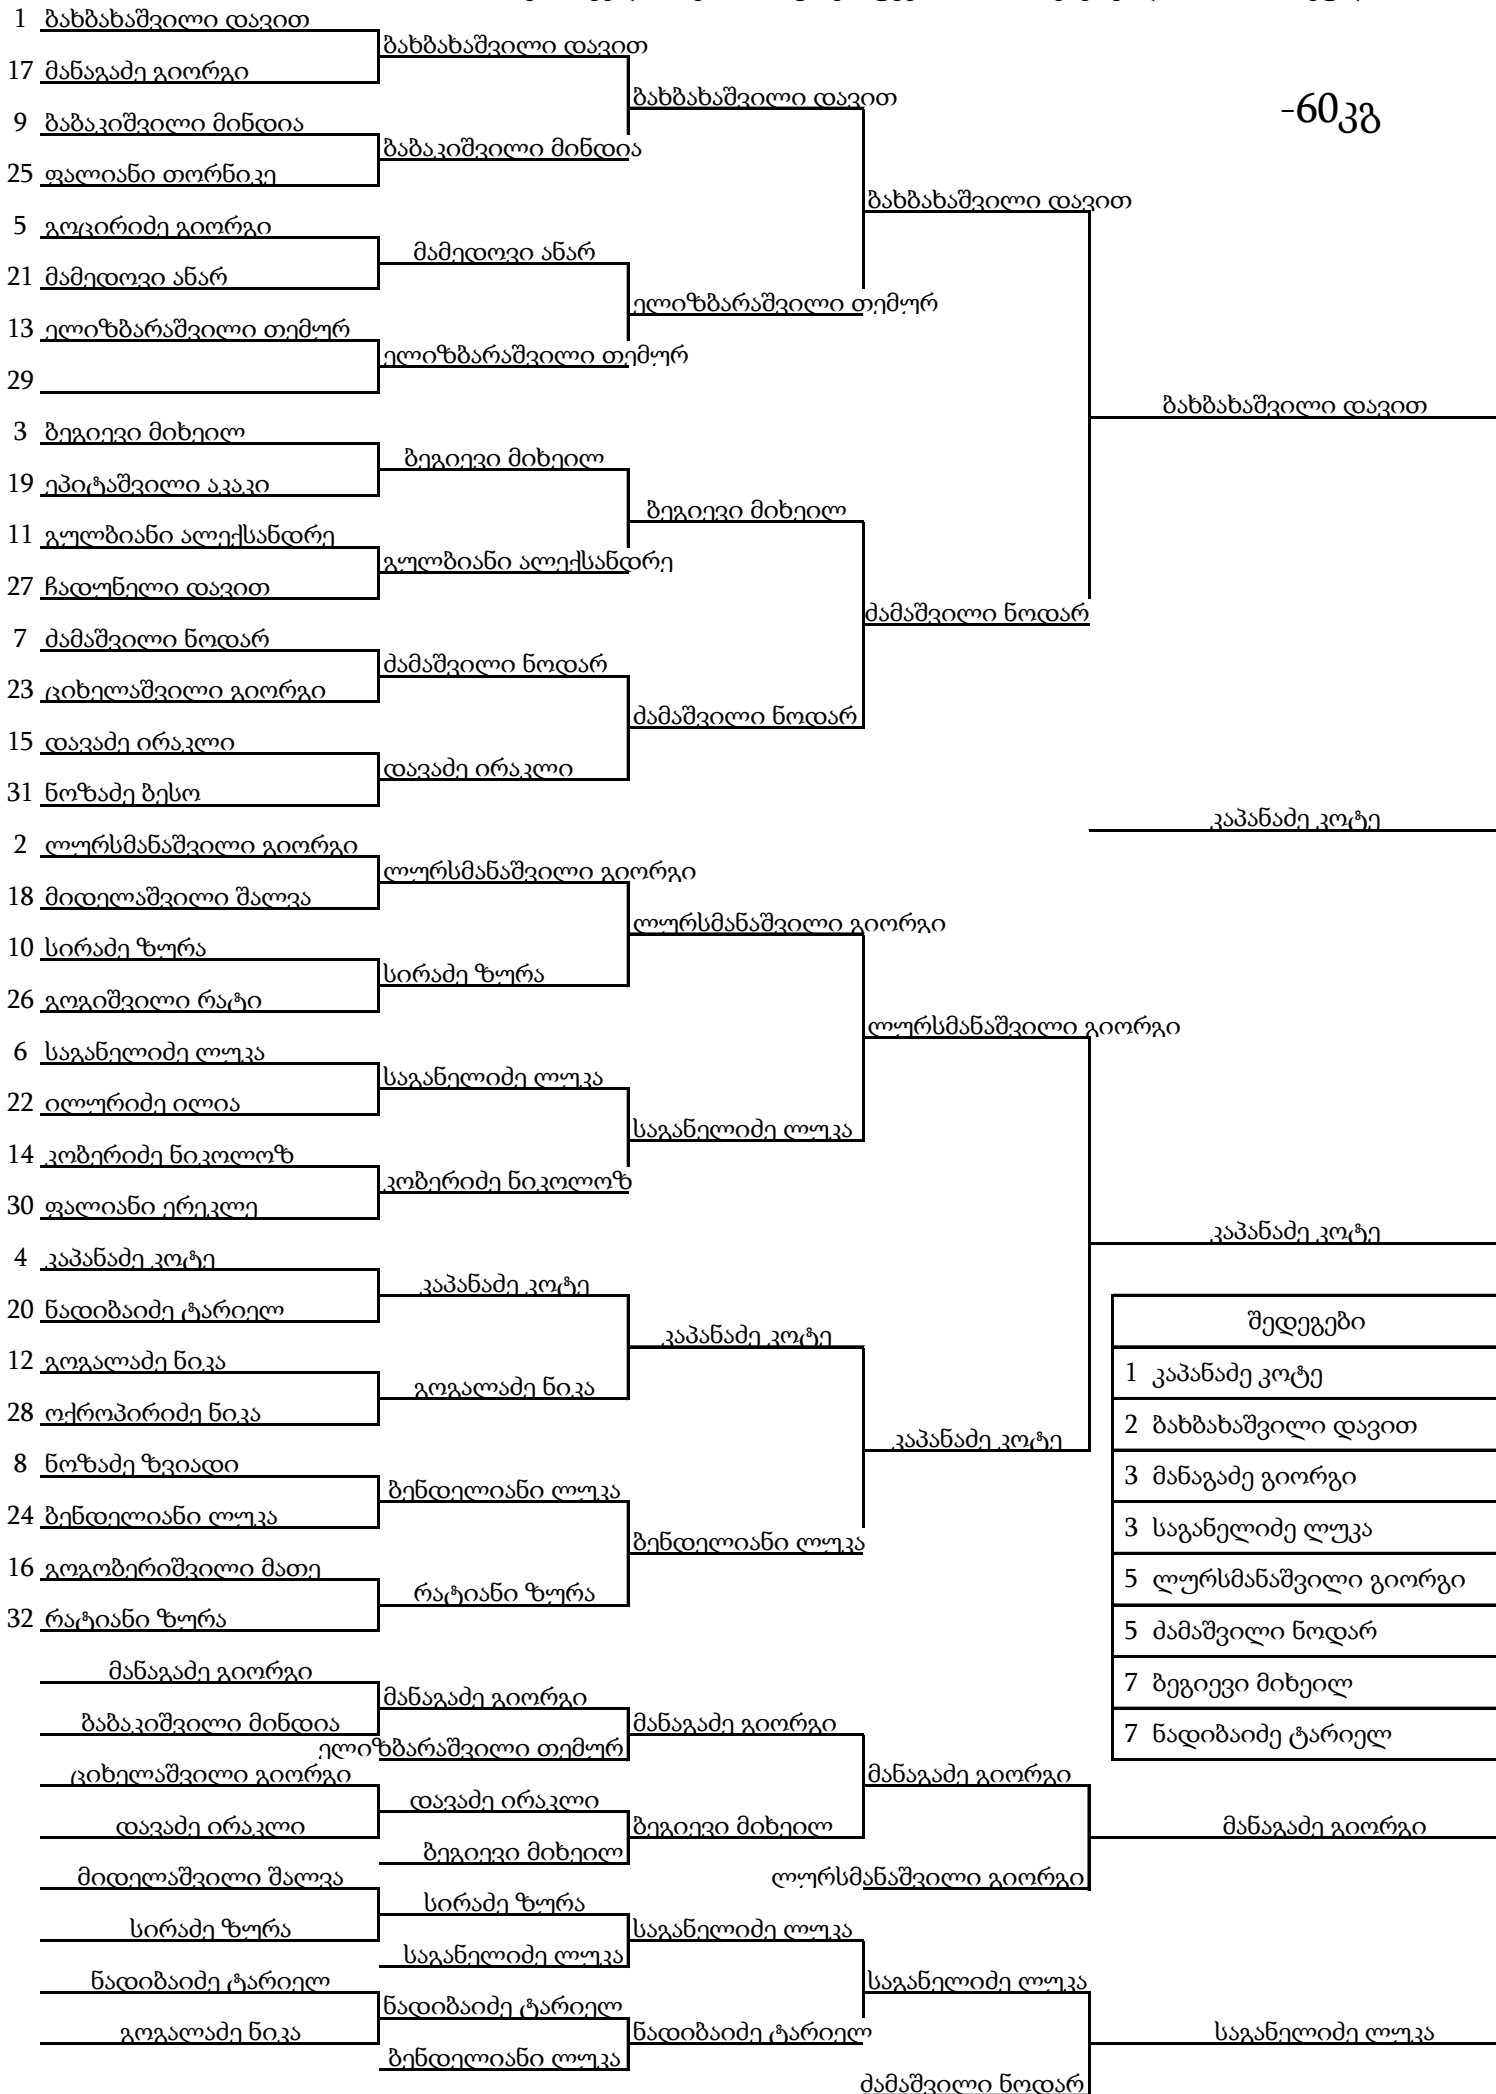 1 ბახბახაშვილი დავით
ბახბახაშვილი დავით
17 მანაგაძე გიორგი
ბახბახაშვილი დავით
-60კგ
9 ბაბაკიშვილი მინდია
ბაბაკიშვილი მინდია
25 ფალიანი თორნიკე
ბახბახაშვილი დავით
5 გოცირიძე გიორგი
მამედოვი ანარ
21 მამედოვი ანარ
ელიზბარაშვილი თემურ
13 ელიზბარაშვილი თემურ
ელიზბარაშვილი თემურ
29
ბახბახაშვილი დავით
3 ბეგიევი მიხეილ
ბეგიევი მიხეილ
19 ეპიტაშვილი აკაკი
ბეგიევი მიხეილ
11 გულბიანი ალექსანდრე
გულბიანი ალექსანდრე
27 ჩადუნელი დავით
ძამაშვილი ნოდარ
7 ძამაშვილი ნოდარ
ძამაშვილი ნოდარ
23 ციხელაშვილი გიორგი
ძამაშვილი ნოდარ
15 დავაძე ირაკლი
დავაძე ირაკლი
31 ნოზაძე ბესო
კაპანაძე კოტე
2 ლურსმანაშვილი გიორგი
ლურსმანაშვილი გიორგი
18 მიდელაშვილი შალვა
ლურსმანაშვილი გიორგი
10 სირაძე ზურა
სირაძე ზურა
26 გოგიშვილი რატი
ლურსმანაშვილი გიორგი
6 საგანელიძე ლუკა
საგანელიძე ლუკა
22 ილურიძე ილია
საგანელიძე ლუკა
14 კობერიძე ნიკოლოზ
კობერიძე ნიკოლოზ
30 ფალიანი ერეკლე
კაპანაძე კოტე
4 კაპანაძე კოტე
კაპანაძე კოტე
20 ნადიბაიძე ტარიელ
შედეგები
კაპანაძე კოტე
12 გოგალაძე ნიკა
1 კაპანაძე კოტე
გოგალაძე ნიკა
28 ოქროპირიძე ნიკა
2 ბახბახაშვილი დავით
კაპანაძე კოტე
8 ნოზაძე ზვიადი
3 მანაგაძე გიორგი
ბენდელიანი ლუკა
24 ბენდელიანი ლუკა
3 საგანელიძე ლუკა
ბენდელიანი ლუკა
16 გოგობერიშვილი მათე
5 ლურსმანაშვილი გიორგი
რატიანი ზურა
32 რატიანი ზურა
5 ძამაშვილი ნოდარ
მანაგაძე გიორგი
7 ბეგიევი მიხეილ
მანაგაძე გიორგი
ბაბაკიშვილი მინდია
მანაგაძე გიორგი
7 ნადიბაიძე ტარიელ
ელიზბარაშვილი თემურ
ციხელაშვილი გიორგი
მანაგაძე გიორგი
დავაძე ირაკლი
დავაძე ირაკლი
ბეგიევი მიხეილ
მანაგაძე გიორგი
ბეგიევი მიხეილ
მიდელაშვილი შალვა
ლურსმანაშვილი გიორგი
სირაძე ზურა
სირაძე ზურა
საგანელიძე ლუკა
საგანელიძე ლუკა
ნადიბაიძე ტარიელ
საგანელიძე ლუკა
ნადიბაიძე ტარიელ
გოგალაძე ნიკა
ნადიბაიძე ტარიელ
საგანელიძე ლუკა
ბენდელიანი ლუკა
ძამაშვილი ნოდარ